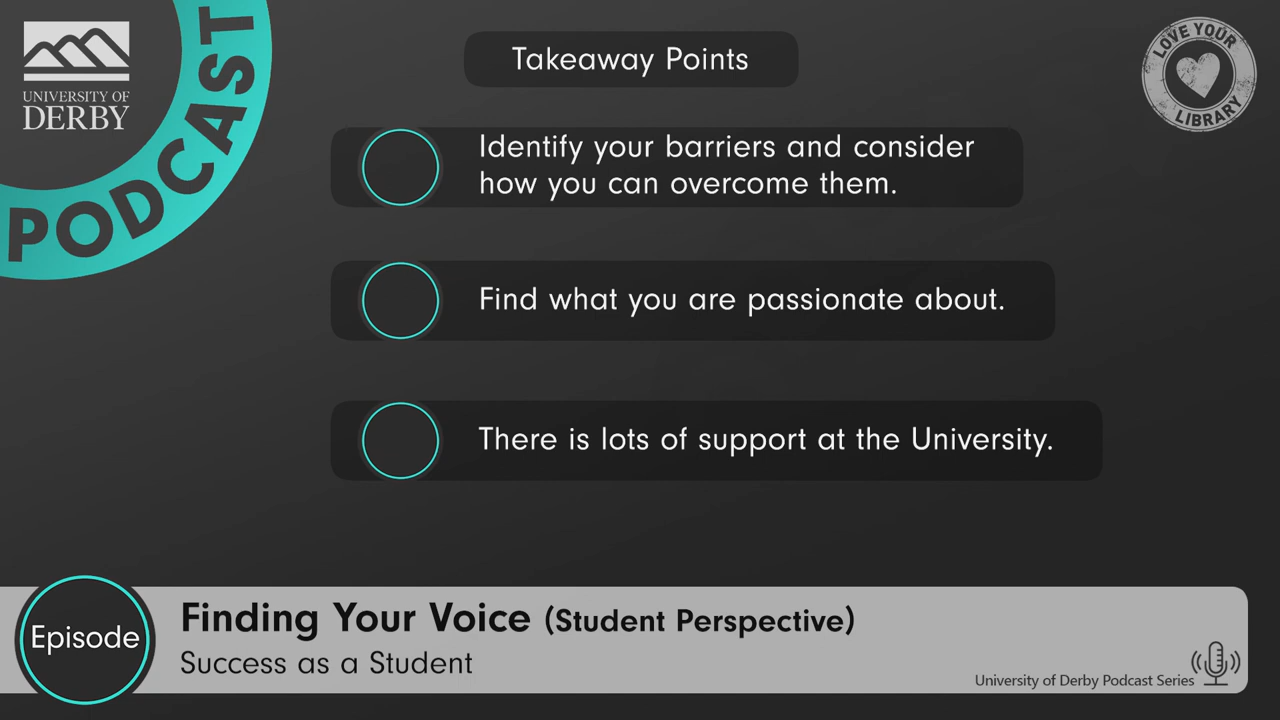 PODCAST
UNIVERSITY OF
DERBY
Takeaway Points
LOVE YOUR
LIBRARY
Identify your barriers and consider
how you can overcome them.
Find what you are passionate about.
There is lots of support at the University.
Episode
Finding Your Voice (Student Perspective)
Success as a Student
University of Derby Podcast Series